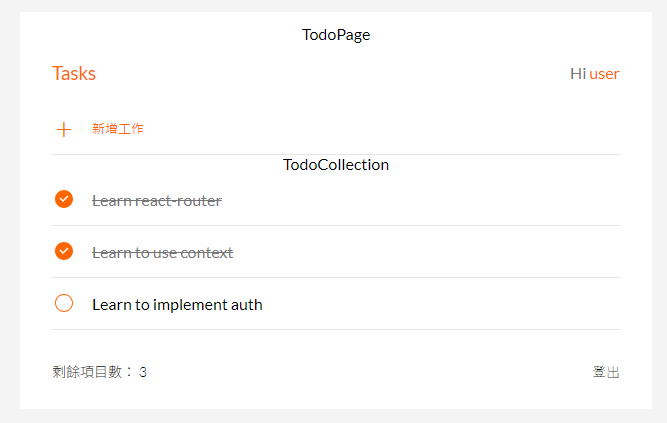 TodoPage
Tasks
Hi user
新增工作
TodoCollection
Learn react-router
Learn to use context
Learn to implement auth
剩餘項目數： 3
登出